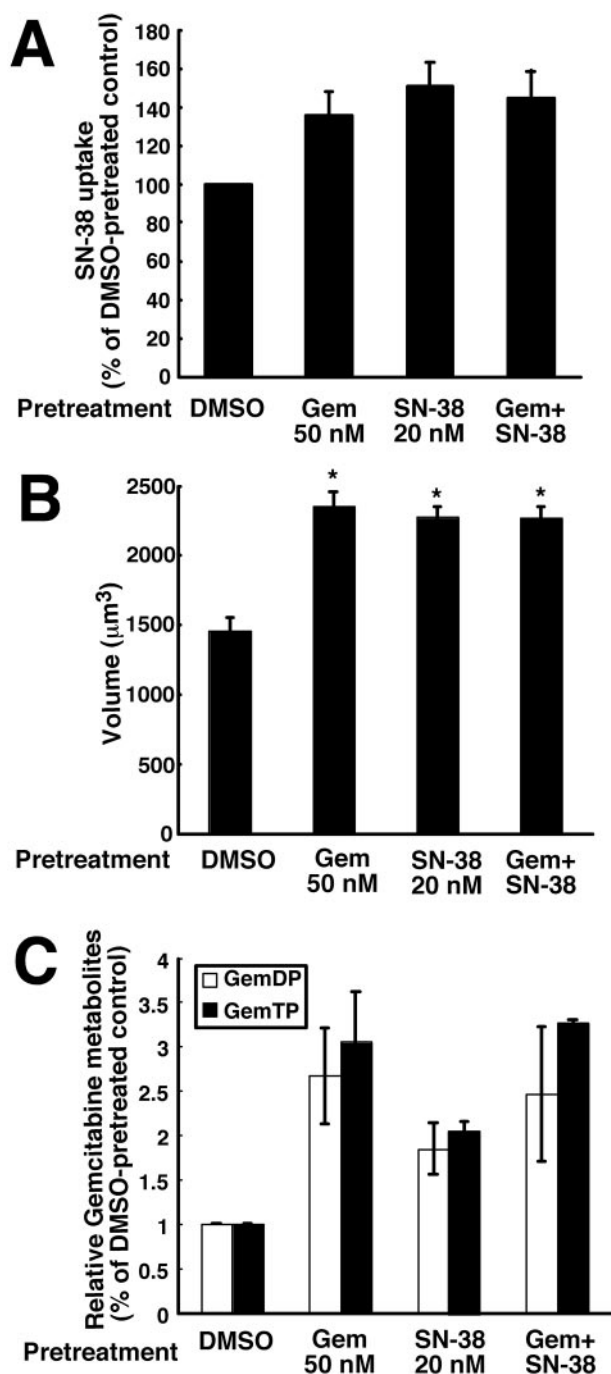 A
SN-38 uptake
(% of DMSO-pretreated control)
180
160
140
120
100
80
60
40
20
0
Pretreatment DMSO Gem SN-38 Gem+
50 nM 20 nM SN-38
B
Volume (μm³)
2500
2000
1500
1000
500
0
* * *
Pretreatment DMSO Gem SN-38 Gem+
50 nM 20 nM SN-38
C
Relative Gemcitabine metabolites
(% of DMSO-pretreated control)
4
3.5
3
2.5
2
1.5
1
0.5
0
GemDP
GemTP
Pretreatment DMSO Gem SN-38 Gem+
50 nM 20 nM SN-38